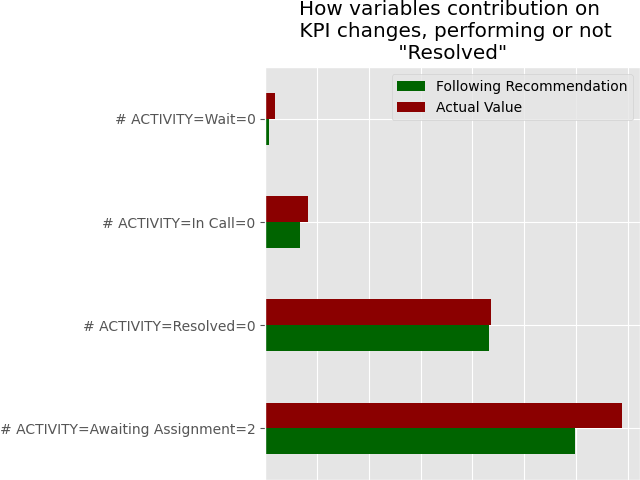 How variables contribution on
KPI changes, performing or not
"Resolved"
Following Recommendation
Actual Value
# ACTIVITY=Wait=0
# ACTIVITY=In Call=0
# ACTIVITY=Resolved=0
# ACTIVITY=Awaiting Assignment=2